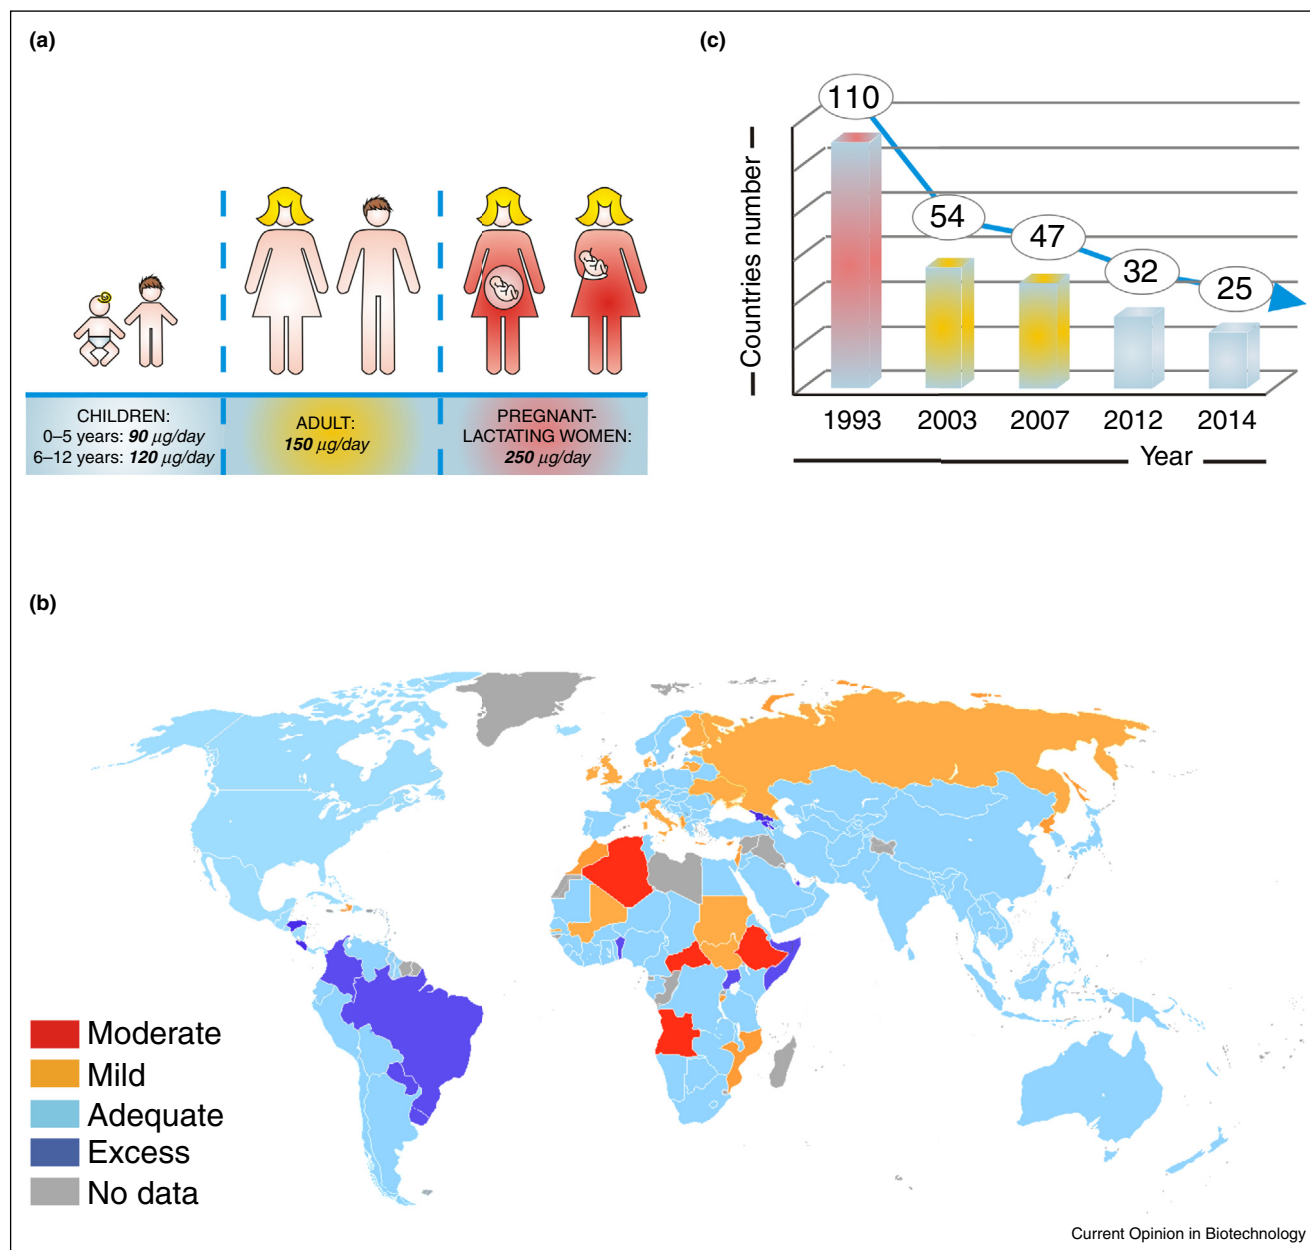 (a)
CHILDREN:
0–5 years: 90 µg/day
6–12 years: 120 µg/day
ADULT:
150 µg/day
PREGNANT-
LACTATING WOMEN:
250 µg/day
(c)
Countries number
110
54
47
32
25
1993 2003 2007 2012 2014
Year
(b)
Moderate
Mild
Adequate
Excess
No data
Current Opinion in Biotechnology